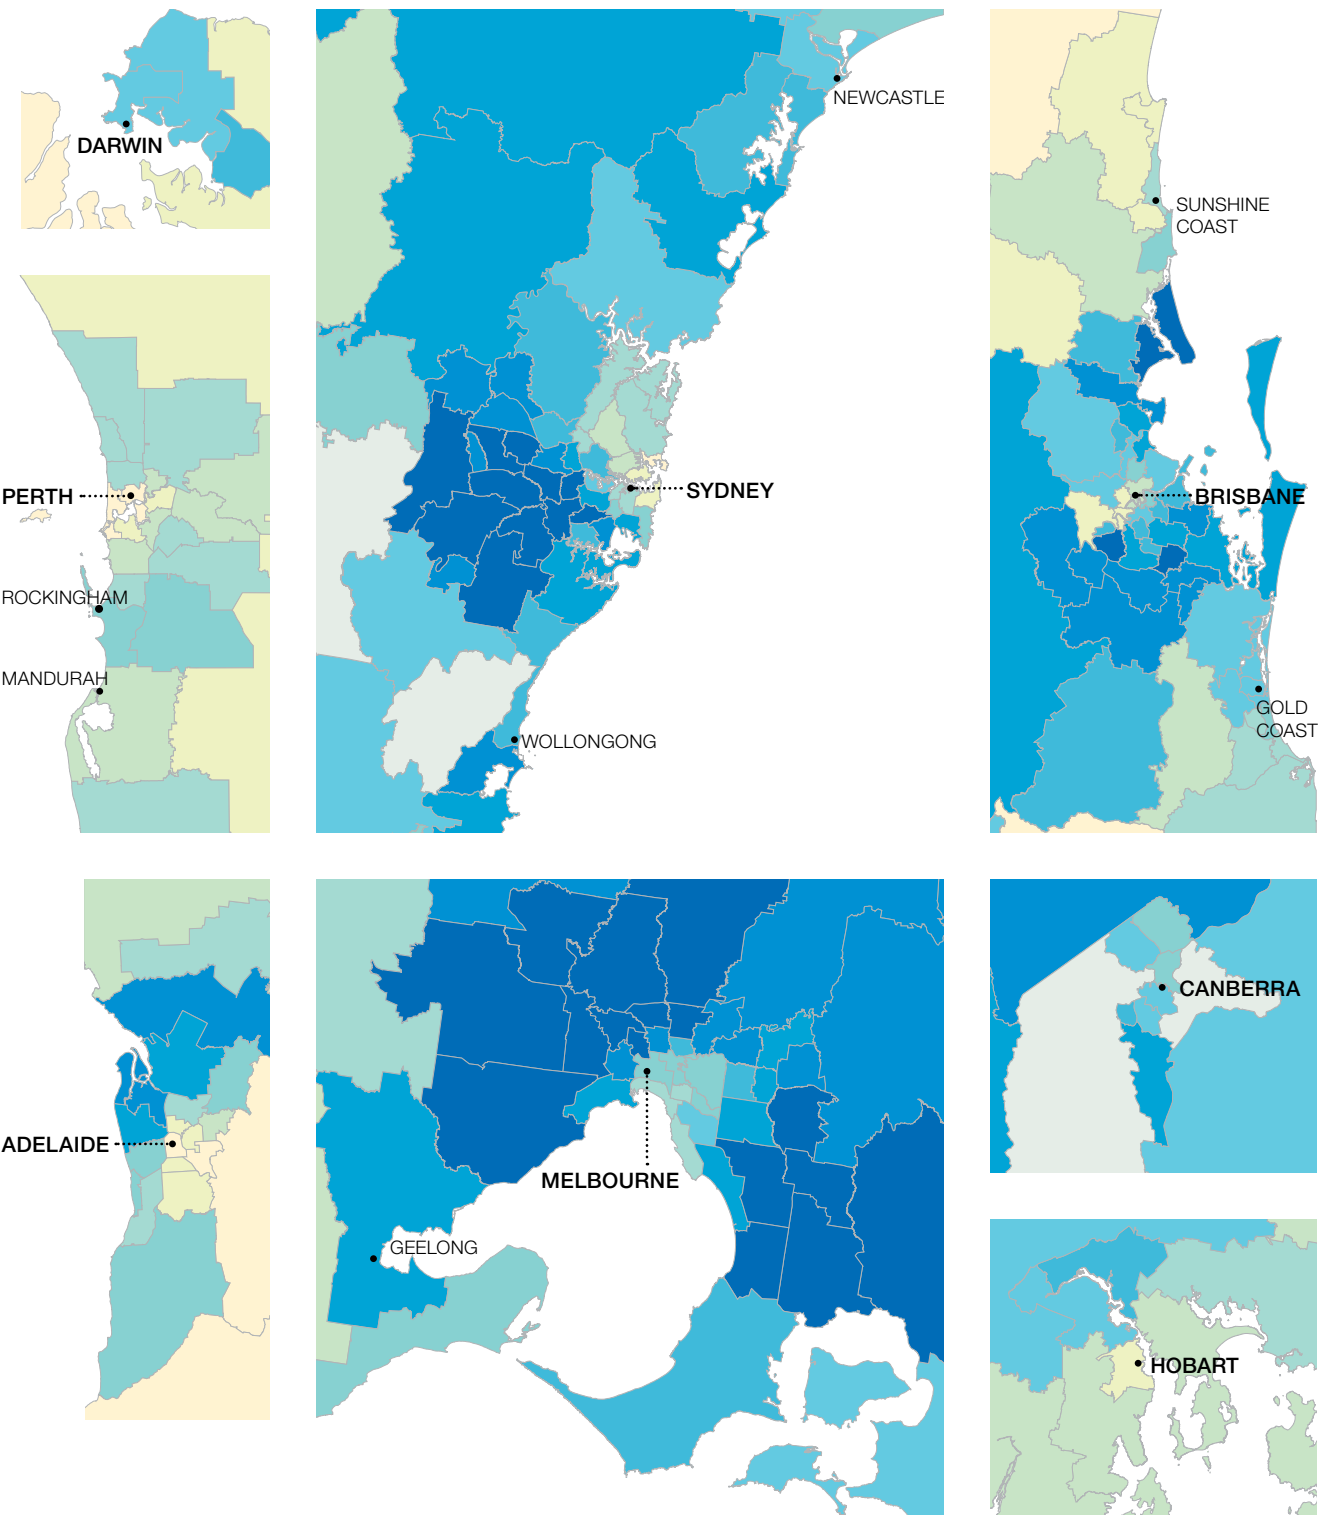 DARWIN
NEWCASTLE
SUNSHINE
COAST
PERTH
SYDNEY
BRISBANE
ROCKINGHAM
MANDURAH
WOLLONGONG
GOLD
COAST
ADELAIDE
MELBOURNE
GEELONG
CANBERRA
HOBART